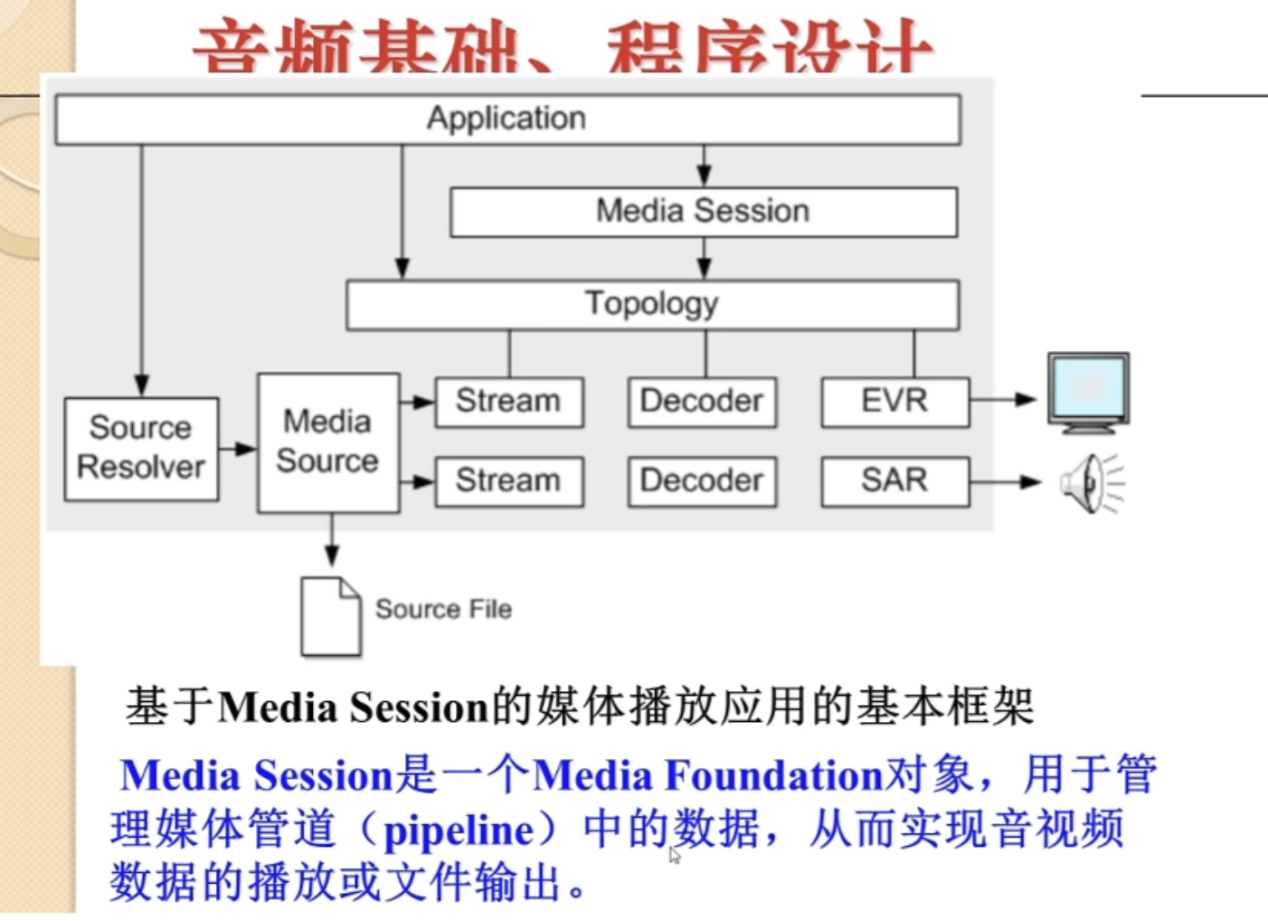 音频基础、程序设计
Application
Media Session
Topology
Source
Resolver
Media
Source
Stream
Decoder
EVR
Stream
Decoder
SAR
Source File
基于Media Session的媒体播放应用的基本框架
Media Session是一个Media Foundation对象，用于管
理媒体管道（pipeline）中的数据，从而实现音视频
数据的播放或文件输出。